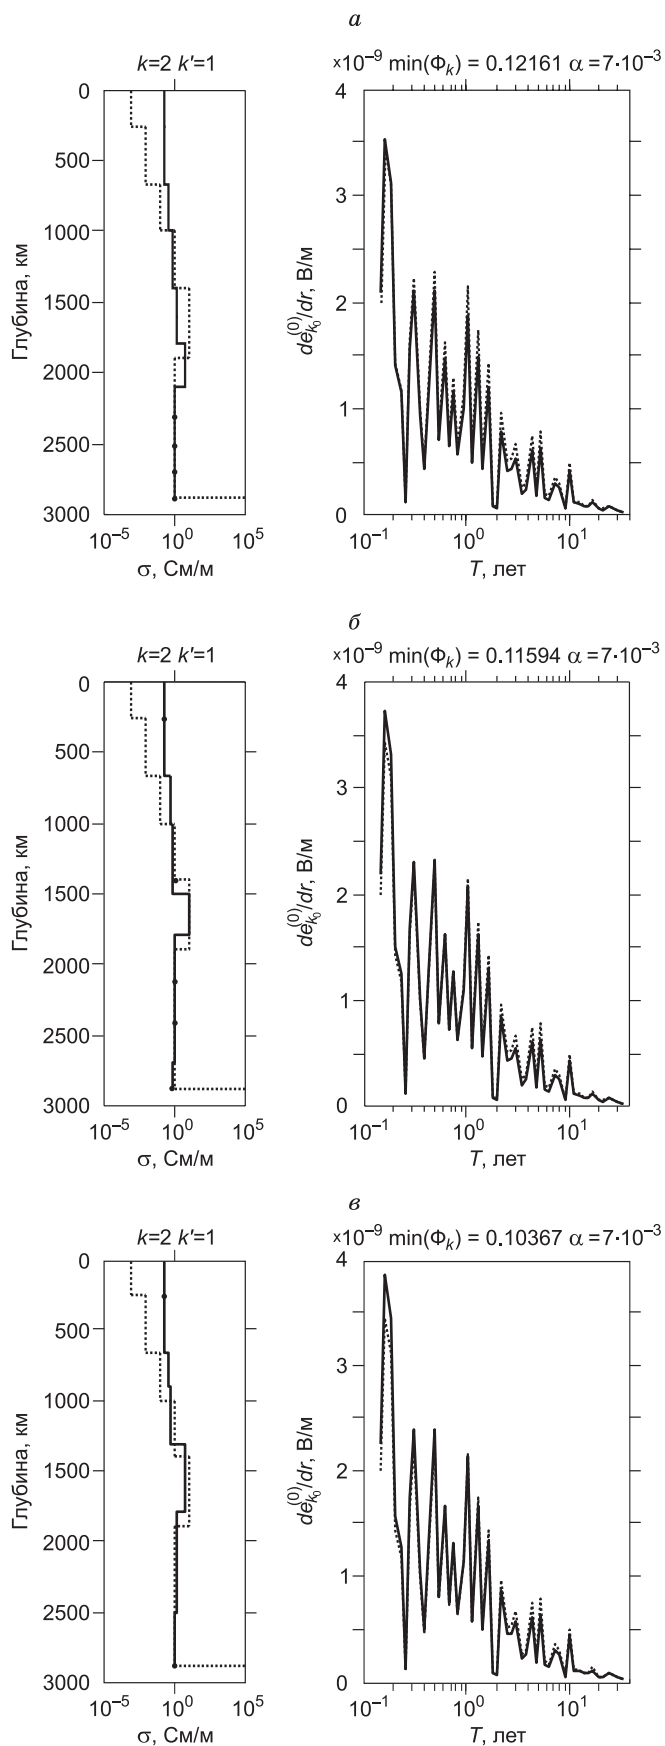 а
k=2 k′=1
×10⁻⁹ min(Φₖ) = 0.12161 α = 7·10⁻³
0
500
1000
1500
2000
2500
3000
Глубина, км
10⁻⁵ 10⁰ 10⁵
σ, См/м
4
3
2
1
0
de⁽⁰⁾ₖ₀/dr, В/м
10⁻¹ 10⁰ 10¹
T, лет
б
k=2 k′=1
×10⁻⁹ min(Φₖ) = 0.11594 α = 7·10⁻³
0
500
1000
1500
2000
2500
3000
Глубина, км
10⁻⁵ 10⁰ 10⁵
σ, См/м
4
3
2
1
0
de⁽⁰⁾ₖ₀/dr, В/м
10⁻¹ 10⁰ 10¹
T, лет
в
k=2 k′=1
×10⁻⁹ min(Φₖ) = 0.10367 α = 7·10⁻³
0
500
1000
1500
2000
2500
3000
Глубина, км
10⁻⁵ 10⁰ 10⁵
σ, См/м
4
3
2
1
0
de⁽⁰⁾ₖ₀/dr, В/м
10⁻¹ 10⁰ 10¹
T, лет